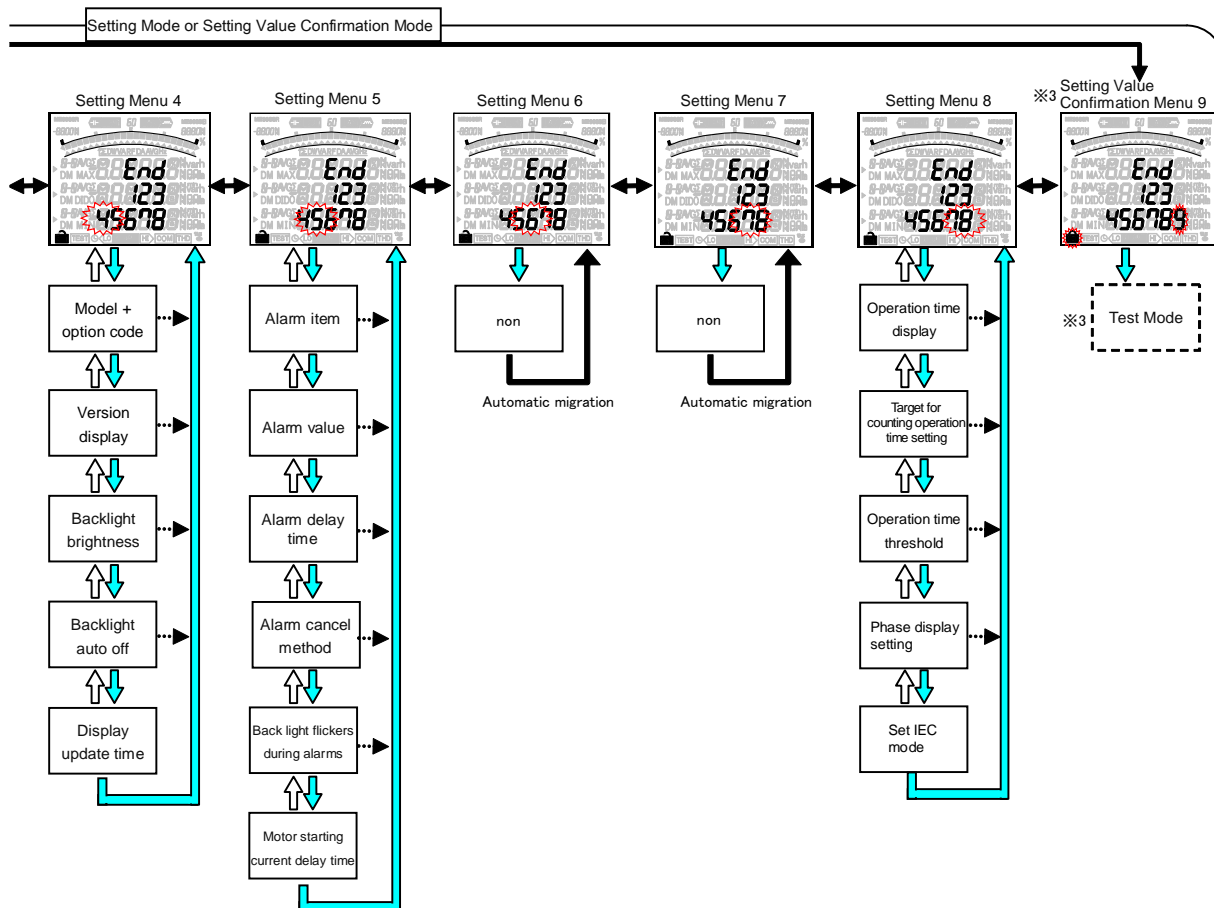 Setting Mode or Setting Value Confirmation Mode
Setting Menu 4
Setting Menu 5
Setting Menu 6
Setting Menu 7
Setting Menu 8
※3
Setting Value
Confirmation Menu 9
End
123
45678
End
123
45678
End
123
45678
End
123
45678
End
123
45678
End
123
456789
Model +
option code
Version
display
Backlight
brightness
Backlight
auto off
Display
update time
Alarm item
Alarm value
Alarm delay
time
Alarm cancel
method
Back light flickers
during alarms
Motor starting
current delay time
non
Automatic migration
non
Automatic migration
Operation time
display
Target for
counting operation
time setting
Operation time
threshold
Phase display
setting
Set IEC
mode
※3
Test Mode